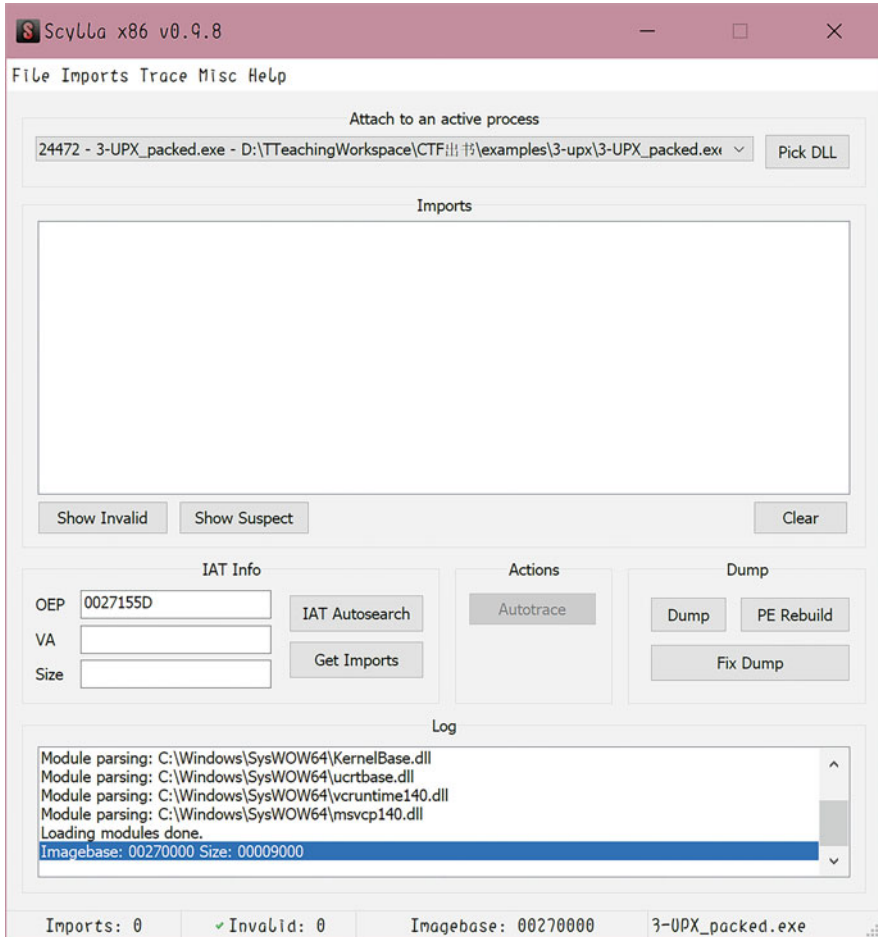 Scylla x86 v0.9.8
File Imports Trace Misc Help
Attach to an active process
24472 - 3-UPX_packed.exe - D:\TTeachingWorkspace\CTF出书\examples\3-upx\3-UPX_packed.exe
Pick DLL
Imports
Show Invalid Show Suspect Clear
IAT Info
OEP 0027155D
VA
Size
IAT Autosearch
Get Imports
Actions
Autotrace
Dump
Dump PE Rebuild
Fix Dump
Log
Module parsing: C:\Windows\SysWOW64\KernelBase.dll
Module parsing: C:\Windows\SysWOW64\ucrtbase.dll
Module parsing: C:\Windows\SysWOW64\vcruntime140.dll
Module parsing: C:\Windows\SysWOW64\msvcp140.dll
Loading modules done.
Imagebase: 00270000 Size: 00009000
Imports: 0 Invalid: 0 Imagebase: 00270000 3-UPX_packed.exe